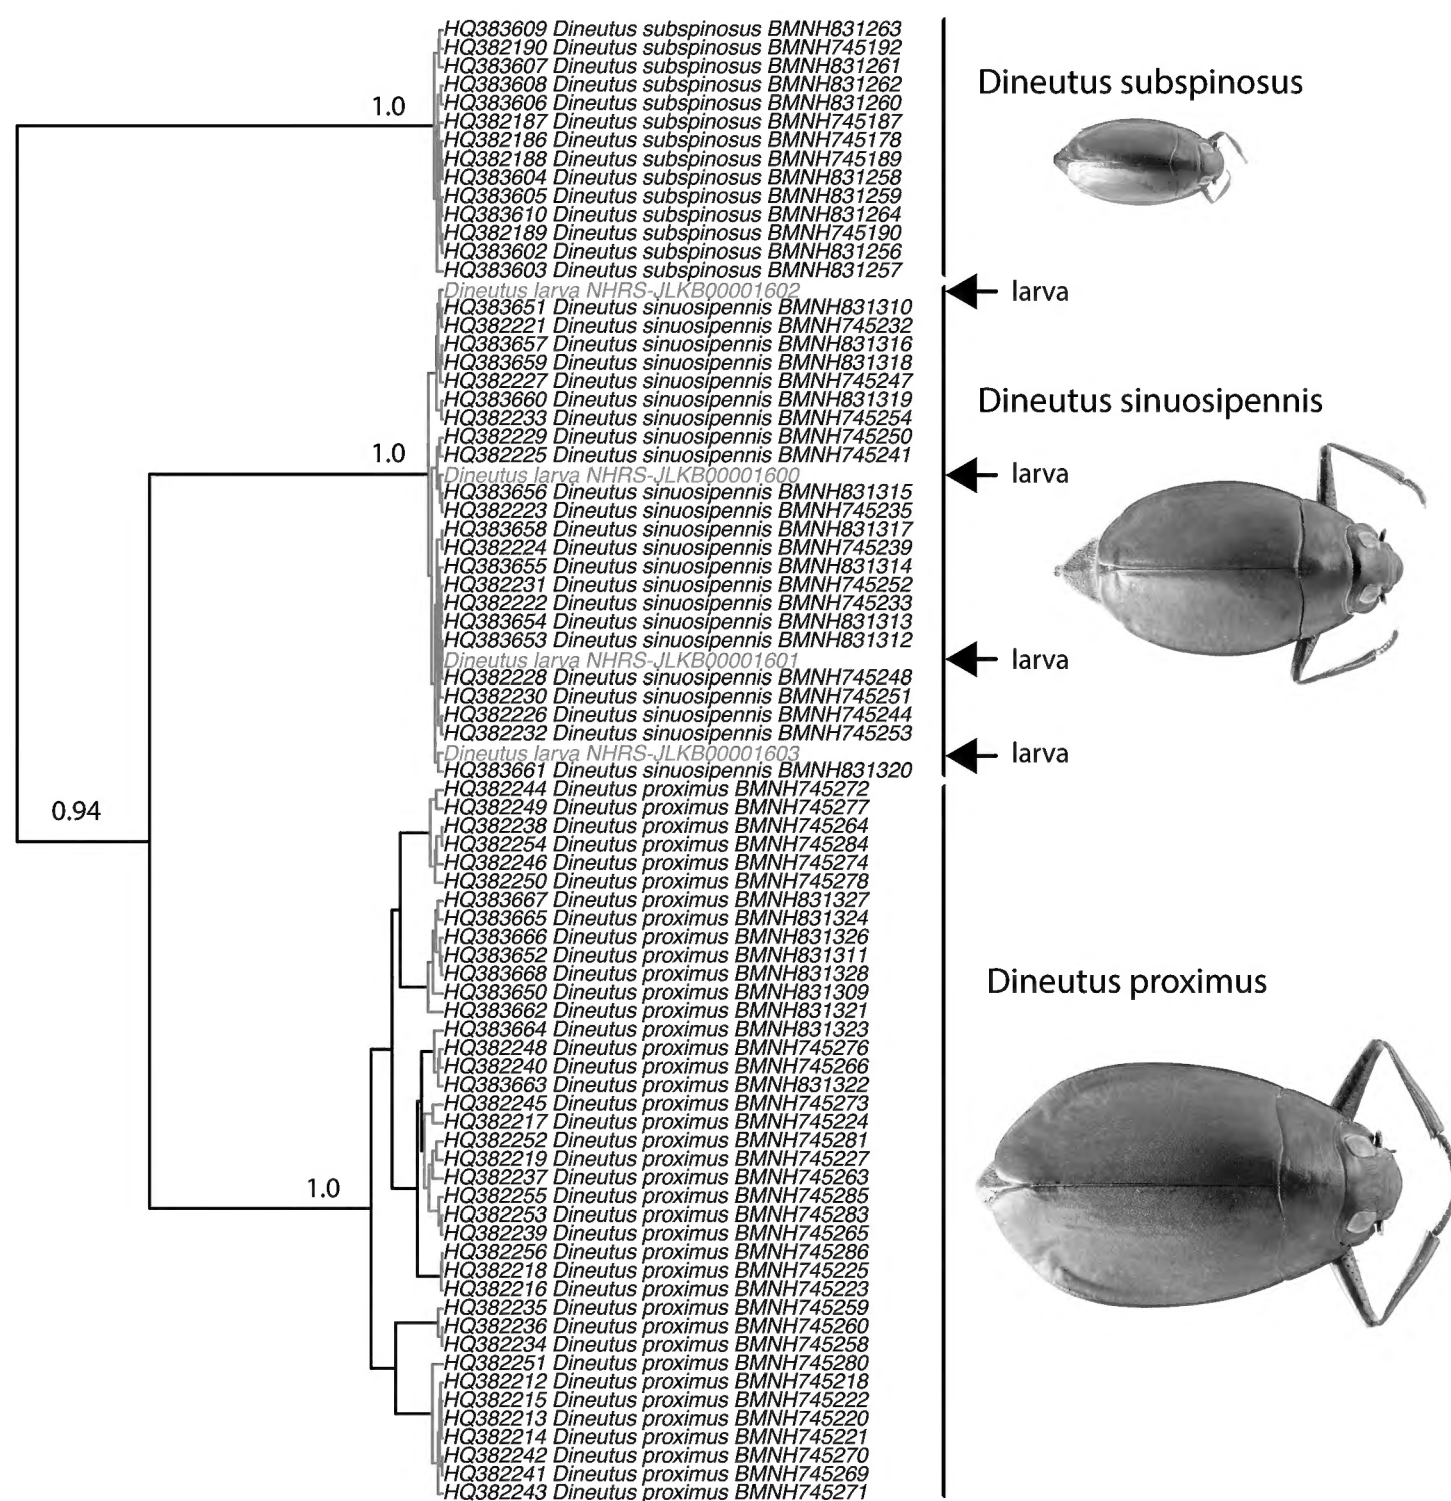 HQ383609 Dineutus subspinosus BMNH831263
HQ382190 Dineutus subspinosus BMNH745192
HQ383607 Dineutus subspinosus BMNH831261
HQ383608 Dineutus subspinosus BMNH831262
HQ383606 Dineutus subspinosus BMNH831260
HQ382187 Dineutus subspinosus BMNH745187
HQ382186 Dineutus subspinosus BMNH745178
HQ382188 Dineutus subspinosus BMNH745189
HQ383604 Dineutus subspinosus BMNH831258
HQ383605 Dineutus subspinosus BMNH831259
HQ383610 Dineutus subspinosus BMNH831264
HQ382189 Dineutus subspinosus BMNH745190
HQ383602 Dineutus subspinosus BMNH831256
HQ383603 Dineutus subspinosus BMNH831257
Dineutus larva NHRS-JLKB00001602
HQ383651 Dineutus sinuosipennis BMNH831310
HQ382221 Dineutus sinuosipennis BMNH745232
HQ383657 Dineutus sinuosipennis BMNH831316
HQ383659 Dineutus sinuosipennis BMNH831318
HQ382227 Dineutus sinuosipennis BMNH745247
HQ383660 Dineutus sinuosipennis BMNH831319
HQ382233 Dineutus sinuosipennis BMNH745254
HQ382229 Dineutus sinuosipennis BMNH745250
HQ382225 Dineutus sinuosipennis BMNH745241
Dineutus larva NHRS-JLKB00001600
HQ383656 Dineutus sinuosipennis BMNH831315
HQ382223 Dineutus sinuosipennis BMNH745235
HQ383658 Dineutus sinuosipennis BMNH831317
HQ382224 Dineutus sinuosipennis BMNH745239
HQ383655 Dineutus sinuosipennis BMNH831314
HQ382231 Dineutus sinuosipennis BMNH745252
HQ382222 Dineutus sinuosipennis BMNH745233
HQ383654 Dineutus sinuosipennis BMNH831313
HQ383653 Dineutus sinuosipennis BMNH831312
Dineutus larva NHRS-JLKB00001601
HQ382228 Dineutus sinuosipennis BMNH745248
HQ382230 Dineutus sinuosipennis BMNH745251
HQ382226 Dineutus sinuosipennis BMNH745244
HQ382232 Dineutus sinuosipennis BMNH745253
Dineutus larva NHRS-JLKB00001603
HQ383661 Dineutus sinuosipennis BMNH831320
HQ382244 Dineutus proximus BMNH745272
HQ382249 Dineutus proximus BMNH745277
HQ382238 Dineutus proximus BMNH745264
HQ382254 Dineutus proximus BMNH745284
HQ382246 Dineutus proximus BMNH745274
HQ382250 Dineutus proximus BMNH745278
HQ383667 Dineutus proximus BMNH831327
HQ383665 Dineutus proximus BMNH831324
HQ383666 Dineutus proximus BMNH831326
HQ383652 Dineutus proximus BMNH831311
HQ383668 Dineutus proximus BMNH831328
HQ383650 Dineutus proximus BMNH831309
HQ383662 Dineutus proximus BMNH831321
HQ383664 Dineutus proximus BMNH831323
HQ382248 Dineutus proximus BMNH745276
HQ382240 Dineutus proximus BMNH745266
HQ383663 Dineutus proximus BMNH831322
HQ382245 Dineutus proximus BMNH745273
HQ382217 Dineutus proximus BMNH745224
HQ382252 Dineutus proximus BMNH745281
HQ382219 Dineutus proximus BMNH745227
HQ382237 Dineutus proximus BMNH745263
HQ382255 Dineutus proximus BMNH745285
HQ382253 Dineutus proximus BMNH745283
HQ382239 Dineutus proximus BMNH745265
HQ382256 Dineutus proximus BMNH745286
HQ382218 Dineutus proximus BMNH745225
HQ382216 Dineutus proximus BMNH745223
HQ382235 Dineutus proximus BMNH745259
HQ382236 Dineutus proximus BMNH745260
HQ382234 Dineutus proximus BMNH745258
HQ382251 Dineutus proximus BMNH745280
HQ382212 Dineutus proximus BMNH745218
HQ382215 Dineutus proximus BMNH745222
HQ382213 Dineutus proximus BMNH745220
HQ382214 Dineutus proximus BMNH745221
HQ382242 Dineutus proximus BMNH745270
HQ382241 Dineutus proximus BMNH745269
HQ382243 Dineutus proximus BMNH745271
1.0
1.0
0.94
1.0
Dineutus subspinosus
larva
Dineutus sinuosipennis
larva
larva
larva
Dineutus proximus